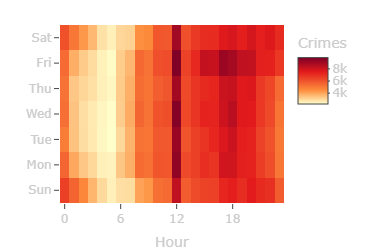 Sat
Fri
Thu
Wed
Tue
Mon
Sun
0 6 12 18
Hour
Crimes
8k
6k
4k